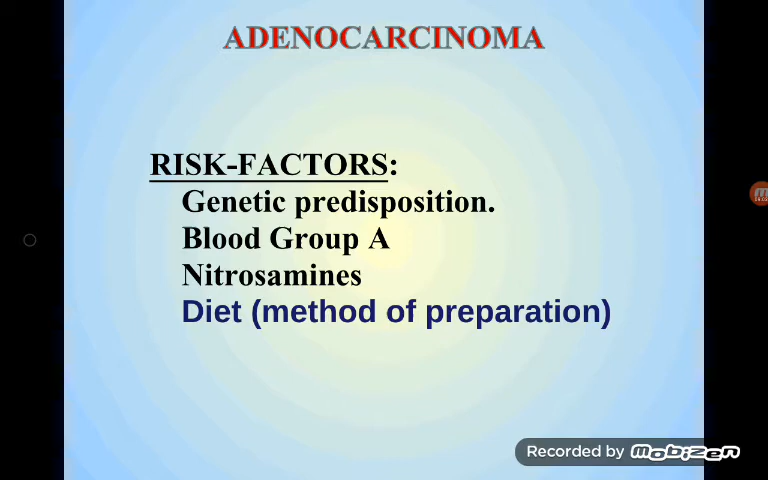 ADENOCARCINOMA
RISK-FACTORS:
Genetic predisposition.
Blood Group A
Nitrosamines
Diet (method of preparation)
Recorded by mobizen